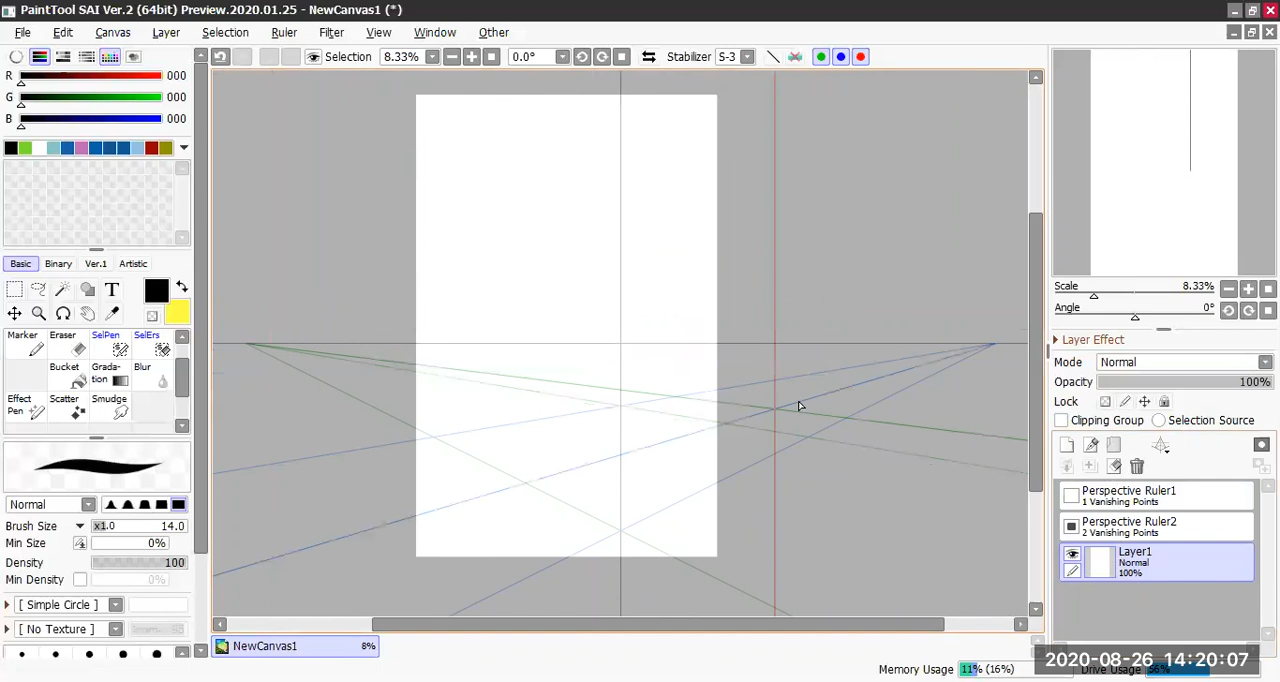 PaintTool SAI Ver.2 (64bit) Preview.2020.01.25 - NewCanvas1 (*)
File Edit Canvas Layer Selection Ruler Filter View Window Other
Selection 8.33% 0.0° Stabilizer S-3
R 000
G 000
B 000
Basic Binary Ver.1 Artistic
T
Marker Eraser SelPen SelErs
Bucket Grada-tion Blur
Effect Pen Scatter Smudge
Normal
Brush Size x1.0 14.0
Min Size 0%
Density 100
Min Density 0%
[ Simple Circle ]
[ No Texture ]
NewCanvas1 8%
Scale 8.33%
Angle 0°
Layer Effect
Mode Normal
Opacity 100%
Lock
Clipping Group Selection Source
Perspective Ruler1
1 Vanishing Points
Perspective Ruler2
2 Vanishing Points
Layer1
Normal
100%
Memory Usage 11% (16%) Drive Usage 56%
2020-08-26 14:20:07